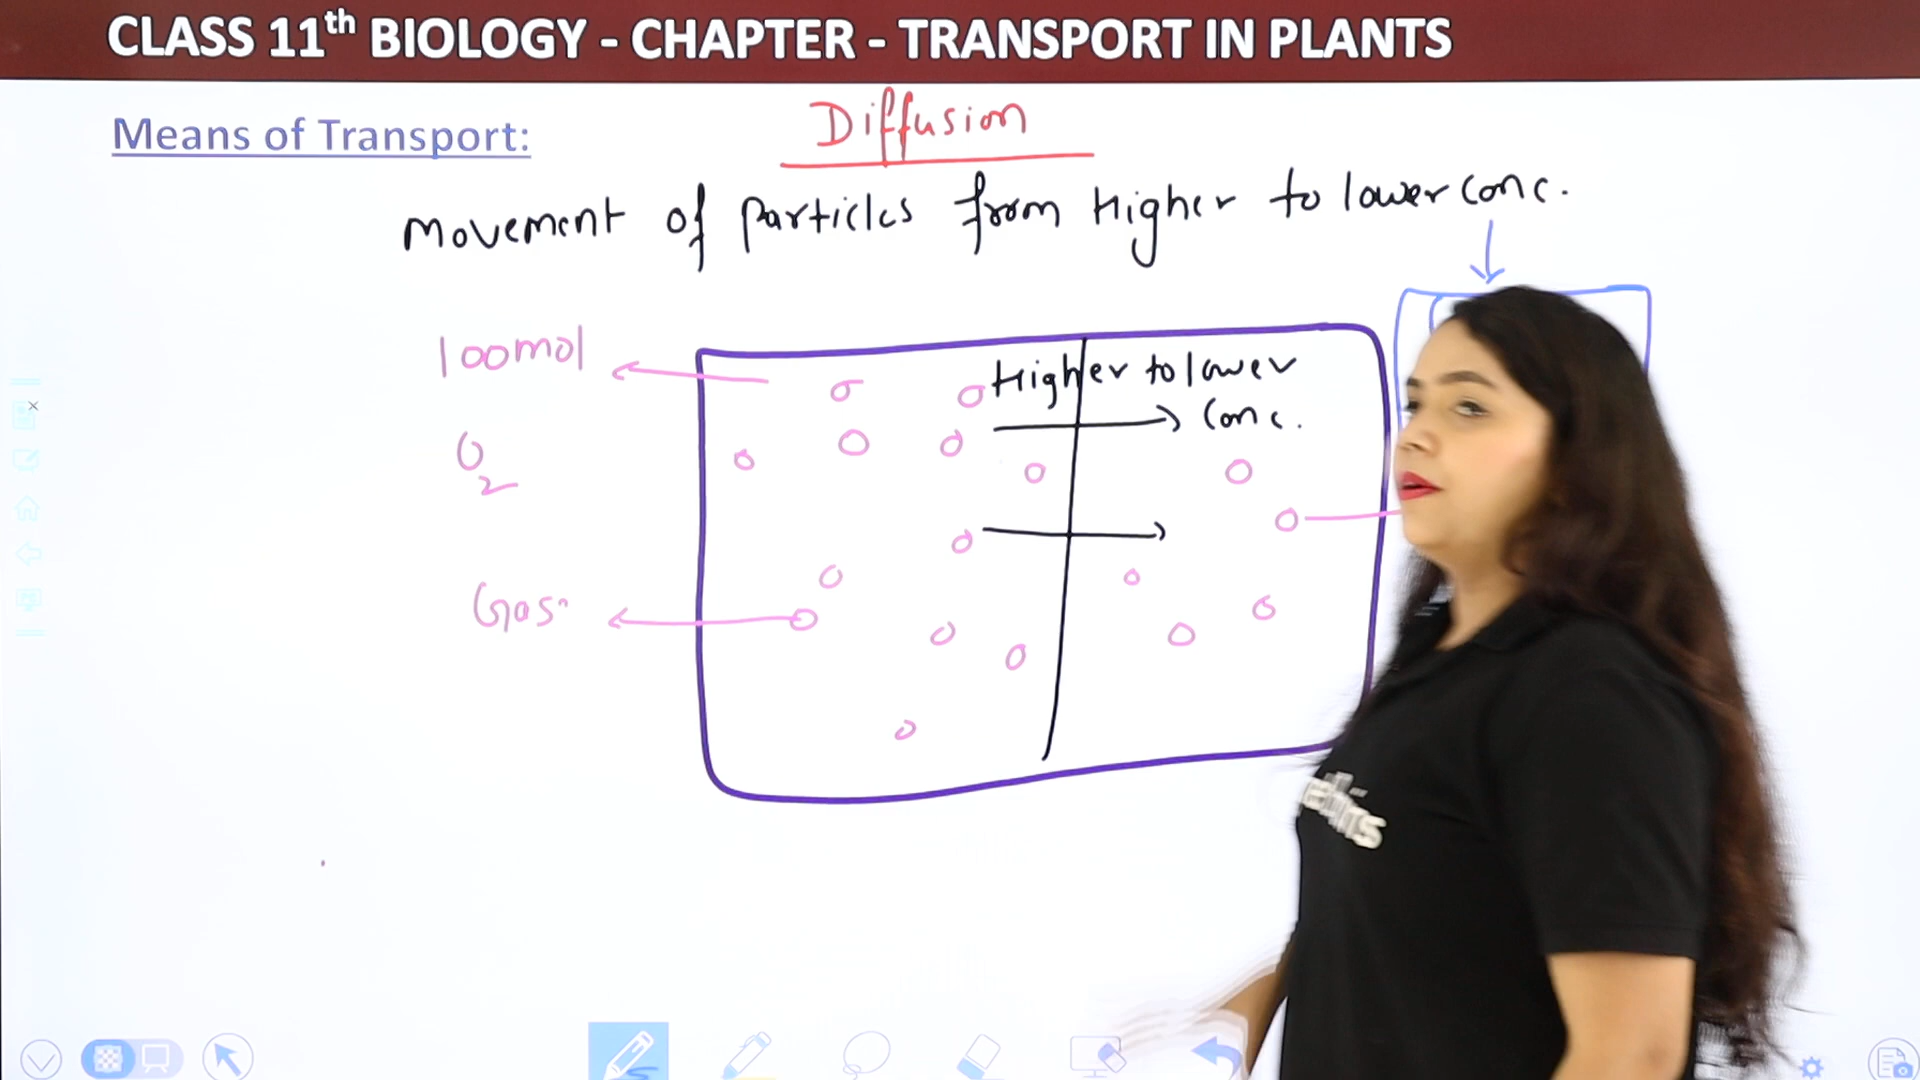 CLASS 11th BIOLOGY - CHAPTER - TRANSPORT IN PLANTS
Means of Transport:
Diffusion
Movement of particles from Higher to lower conc.
100mol
Higher to lower
conc.
O2
Gas